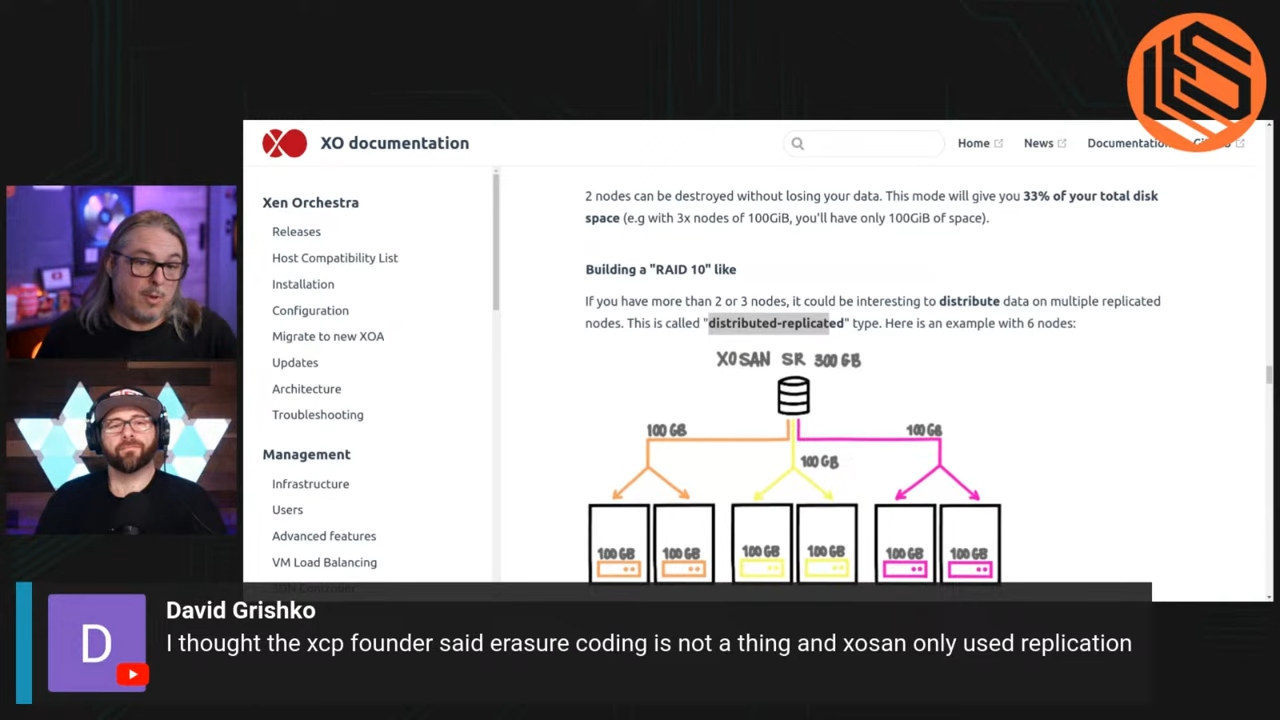 XO documentation
Home
News
Documentation
Xen Orchestra
Releases
Host Compatibility List
Installation
Configuration
Migrate to new XOA
Updates
Architecture
Troubleshooting
Management
Infrastructure
Users
Advanced features
VM Load Balancing
2 nodes can be destroyed without losing your data. This mode will give you 33% of your total disk
space (e.g with 3x nodes of 100GiB, you'll have only 100GiB of space).
Building a "RAID 10" like
If you have more than 2 or 3 nodes, it could be interesting to distribute data on multiple replicated
nodes. This is called "distributed-replicated" type. Here is an example with 6 nodes:
XOSAN SR 300 GB
100 GB
100 GB
100 GB
100 GB 100 GB 100 GB 100 GB 100 GB 100 GB
D
David Grishko
I thought the xcp founder said erasure coding is not a thing and xosan only used replication